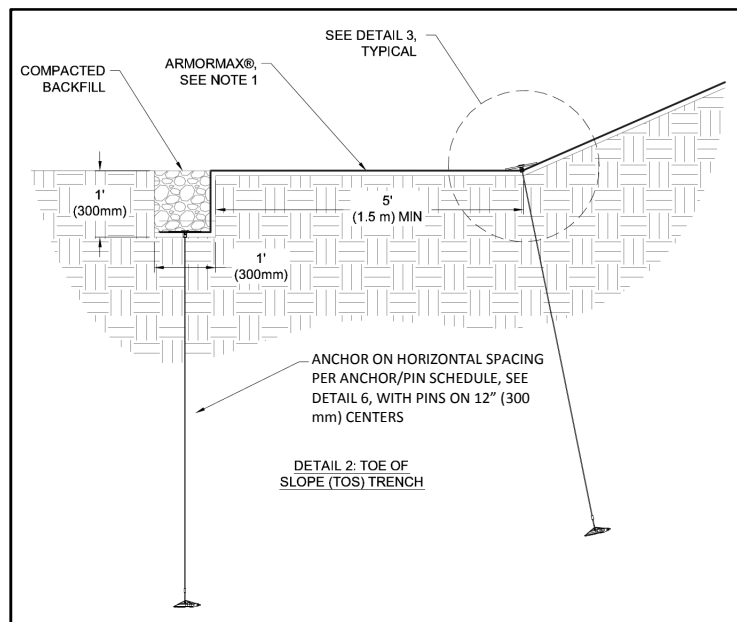 SEE DETAIL 3,
TYPICAL
ARMORMAX®,
SEE NOTE 1
COMPACTED
BACKFILL
1'
(300mm)
5'
(1.5 m) MIN
1'
(300mm)
ANCHOR ON HORIZONTAL SPACING
PER ANCHOR/PIN SCHEDULE, SEE
DETAIL 6, WITH PINS ON 12” (300
mm) CENTERS
DETAIL 2: TOE OF
SLOPE (TOS) TRENCH